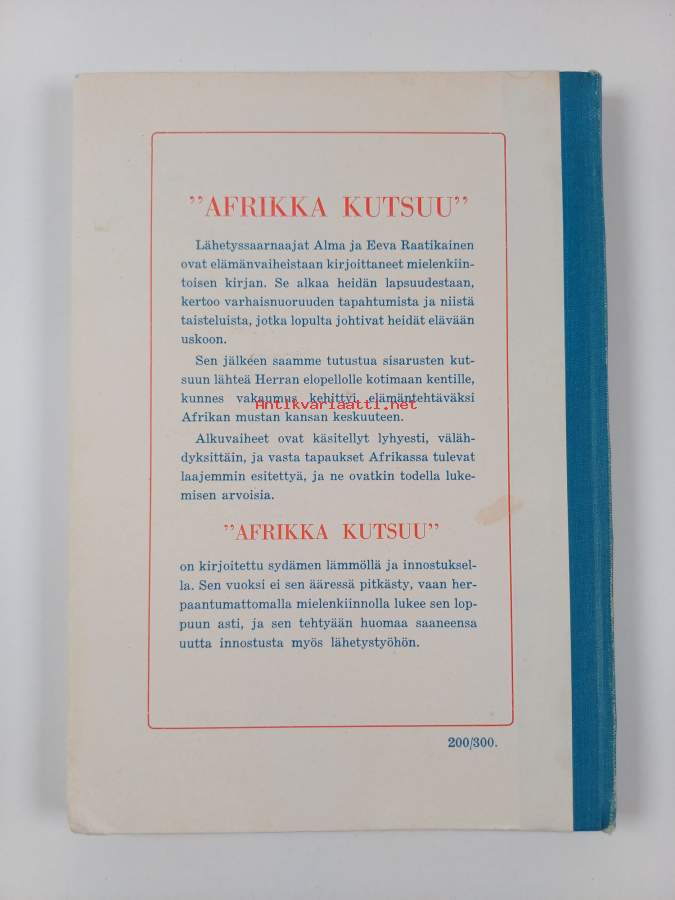 "AFRIKKA KUTSUU"
Lähetyssaarnaajat Alma ja Eeva Raatikainen
ovat elämänvaiheistaan kirjoittaneet mielenkiin-
toisen kirjan. Se alkaa heidän lapsuudestaan,
kertoo varhaisnuoruuden tapahtumista ja niistä
taisteluista, jotka lopulta johtivat heidät elävään
uskoon.
Sen jälkeen saamme tutustua sisarusten kut-
suun lähteä Herran elopellolle kotimaan kentille,
kunnes vakaumus kehittyi elämäntehtäväksi
Antikvariaatti.net
Afrikan mustan kansan keskuuteen.
Alkuvaiheet ovat käsitellyt lyhyesti, väläh-
dyksittäin, ja vasta tapaukset Afrikassa tulevat
laajemmin esitettyä, ja ne ovatkin todella luke-
misen arvoisia.
"AFRIKKA KUTSUU"
on kirjoitettu sydämen lämmöllä ja innostuksel-
la. Sen vuoksi ei sen ääressä pitkästy, vaan her-
paantumattomalla mielenkiinnolla lukee sen lop-
puun asti, ja sen tehtyään huomaa saaneensa
uutta innostusta myös lähetystyöhön.
200/300.